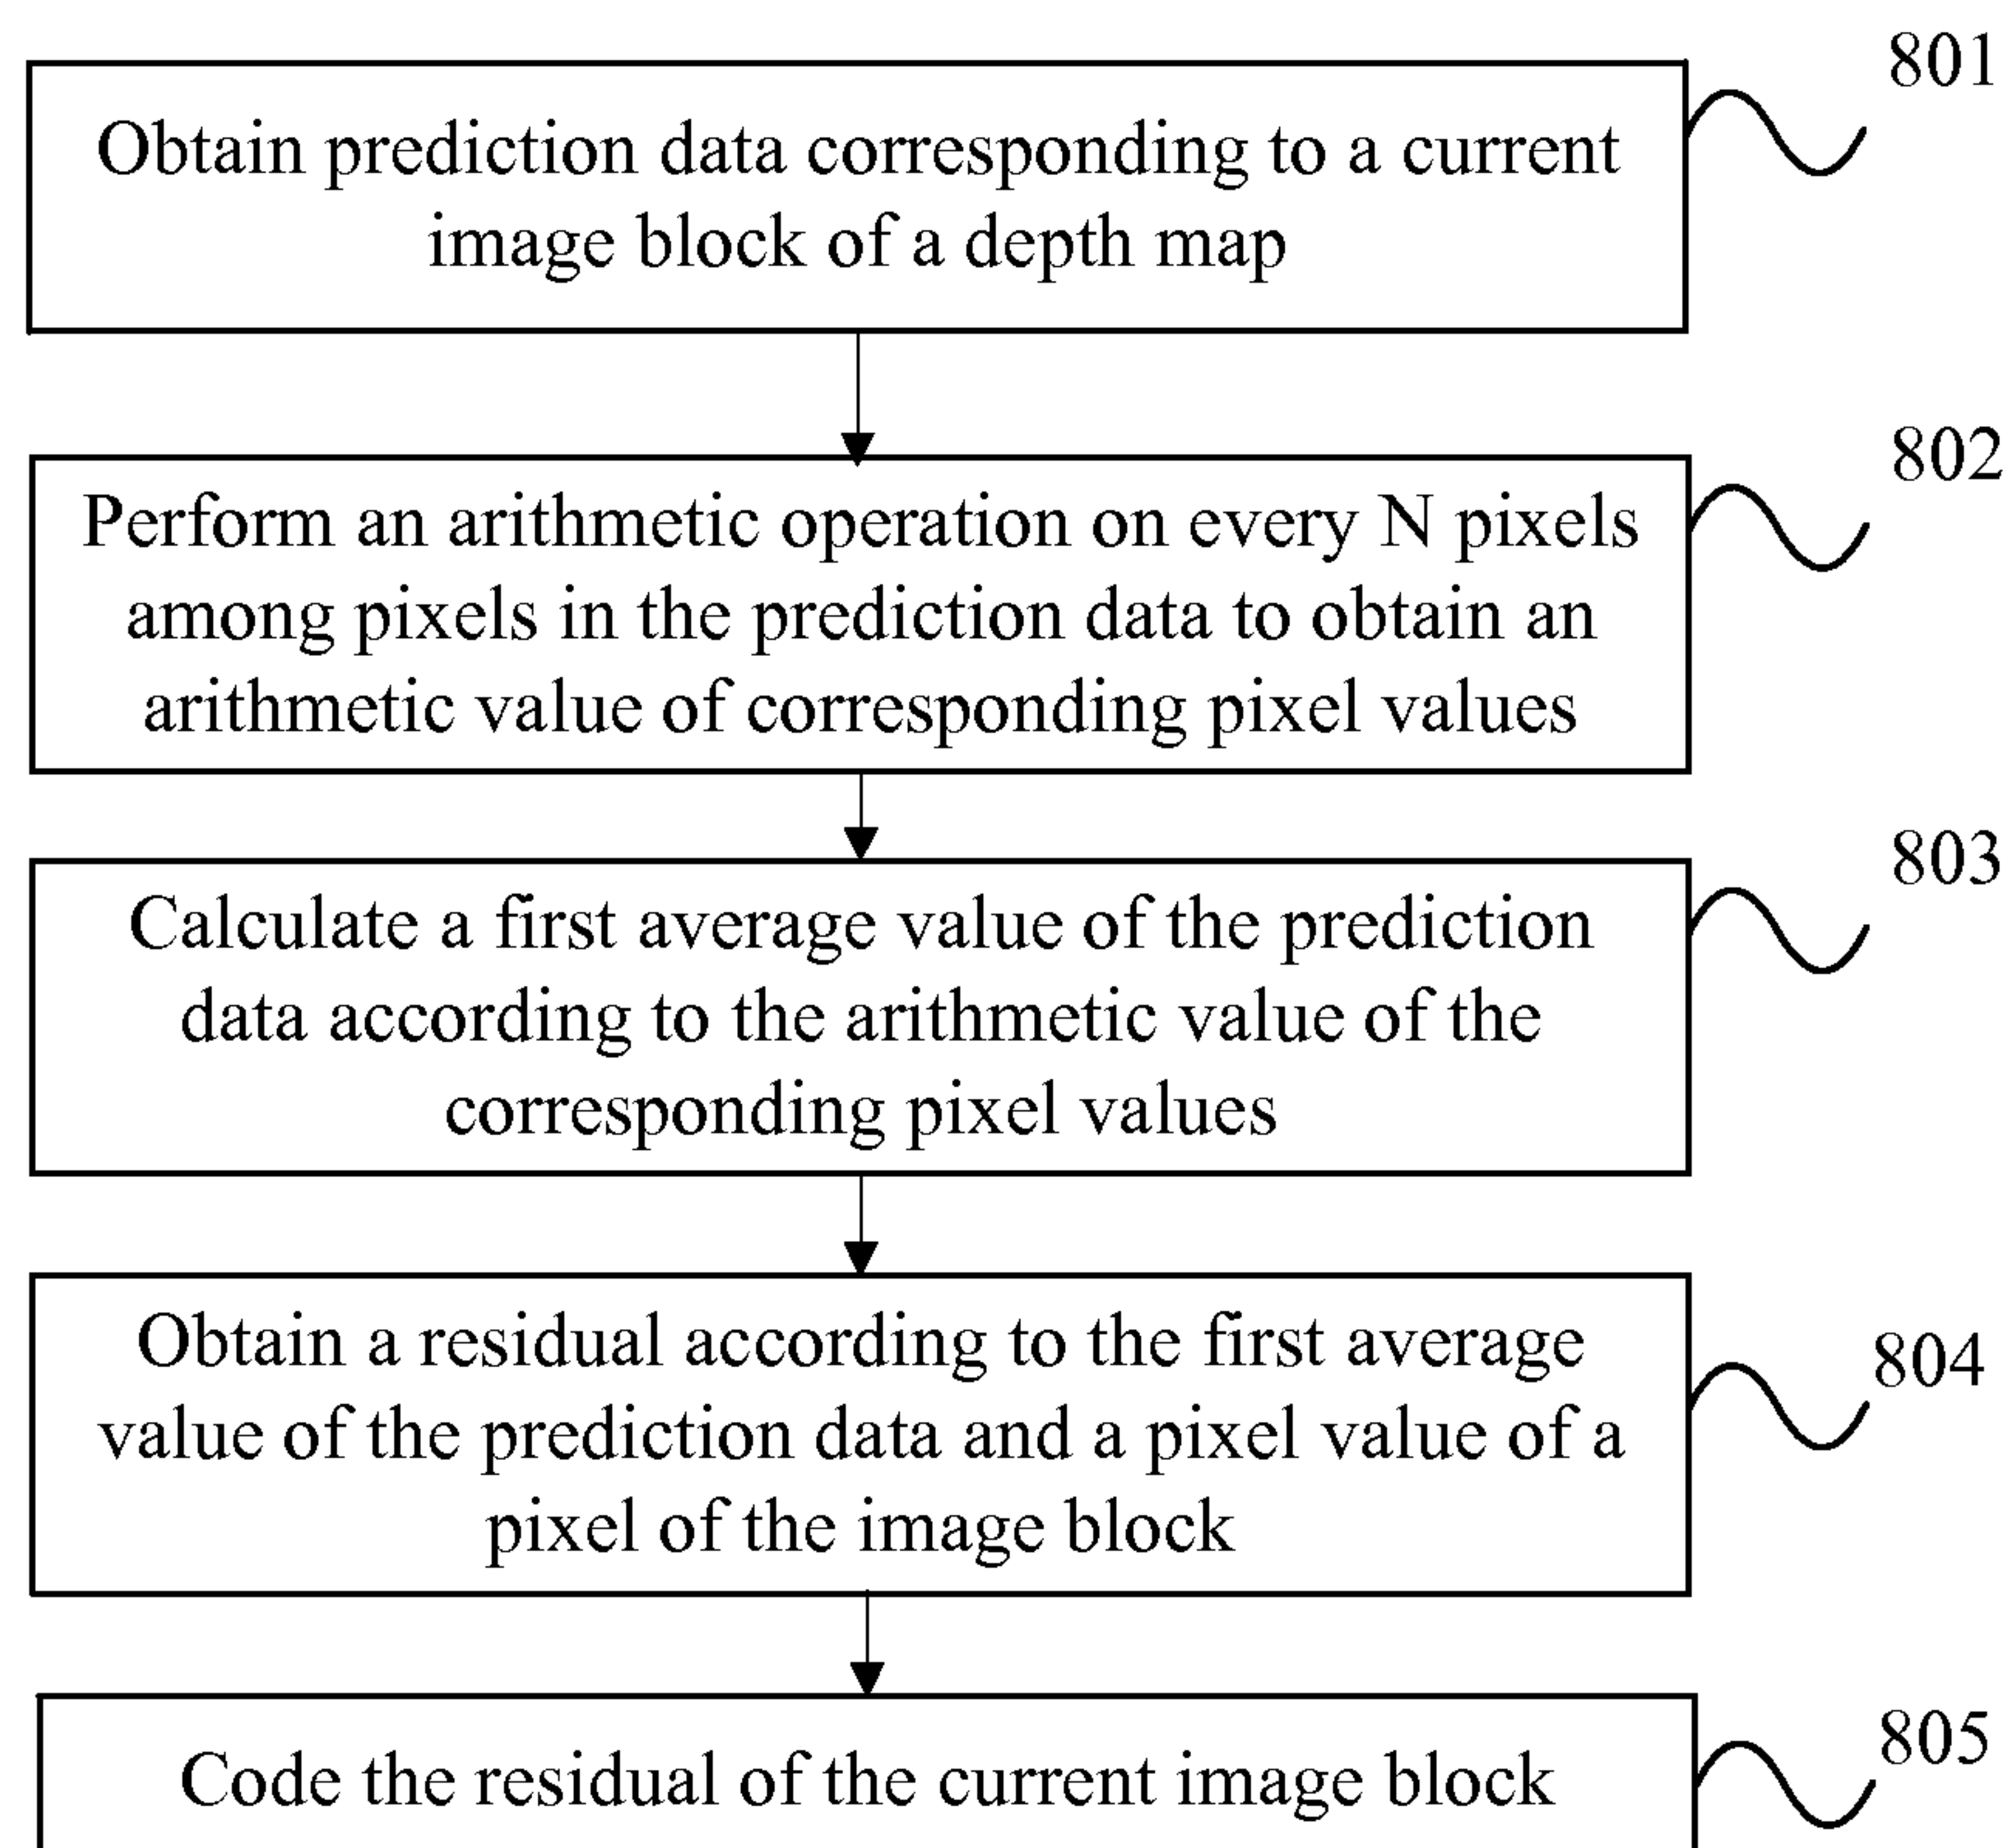 801
Obtain prediction data corresponding to a current
image block of a depth map
802
Perform an arithmetic operation on every N pixels
among pixels in the prediction data to obtain an
arithmetic value of corresponding pixel values
803
Calculate a first average value of the prediction
data according to the arithmetic value of the
corresponding pixel values
804
Obtain a residual according to the first average
value of the prediction data and a pixel value of a
pixel of the image block
805
Code the residual of the current image block